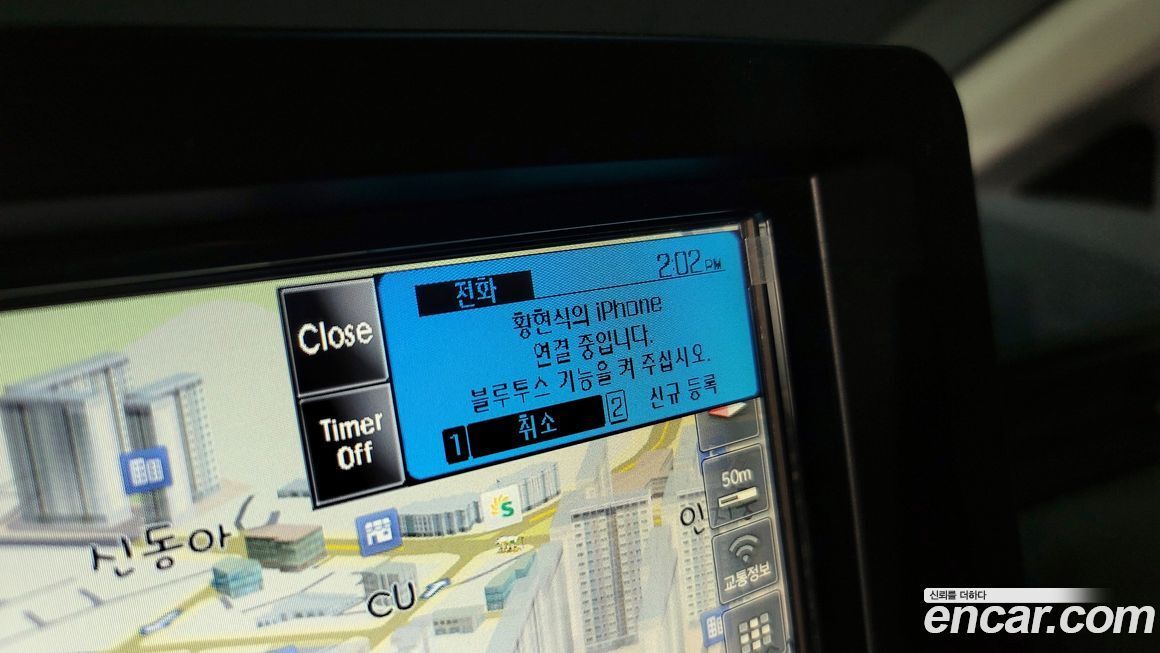 Close
Timer
Off
전화
2:02 PM
황현식의 iPhone
연결 중입니다.
블루투스 기능을 켜 주십시오.
1 취소
2 신규 등록
50m
S
신동아
CU
교통정보
신뢰를 더하다
encar.com